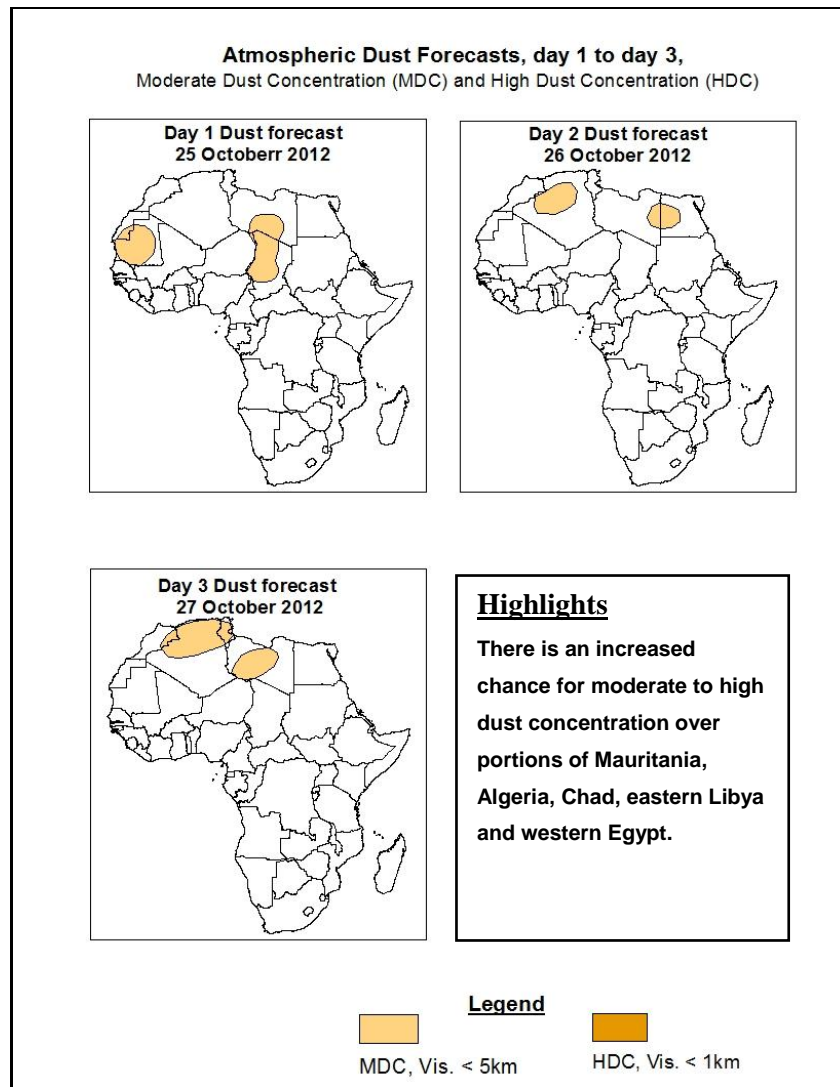 Atmospheric Dust Forecasts, day 1 to day 3,
Moderate Dust Concentration (MDC) and High Dust Concentration (HDC)
Day 1 Dust forecast
25 Octoberr 2012
Day 2 Dust forecast
26 October 2012
Day 3 Dust forecast
27 October 2012
Highlights
There is an increased
chance for moderate to high
dust concentration over
portions of Mauritania,
Algeria, Chad, eastern Libya
and western Egypt.
Legend
MDC, Vis. < 5km
HDC, Vis. < 1km